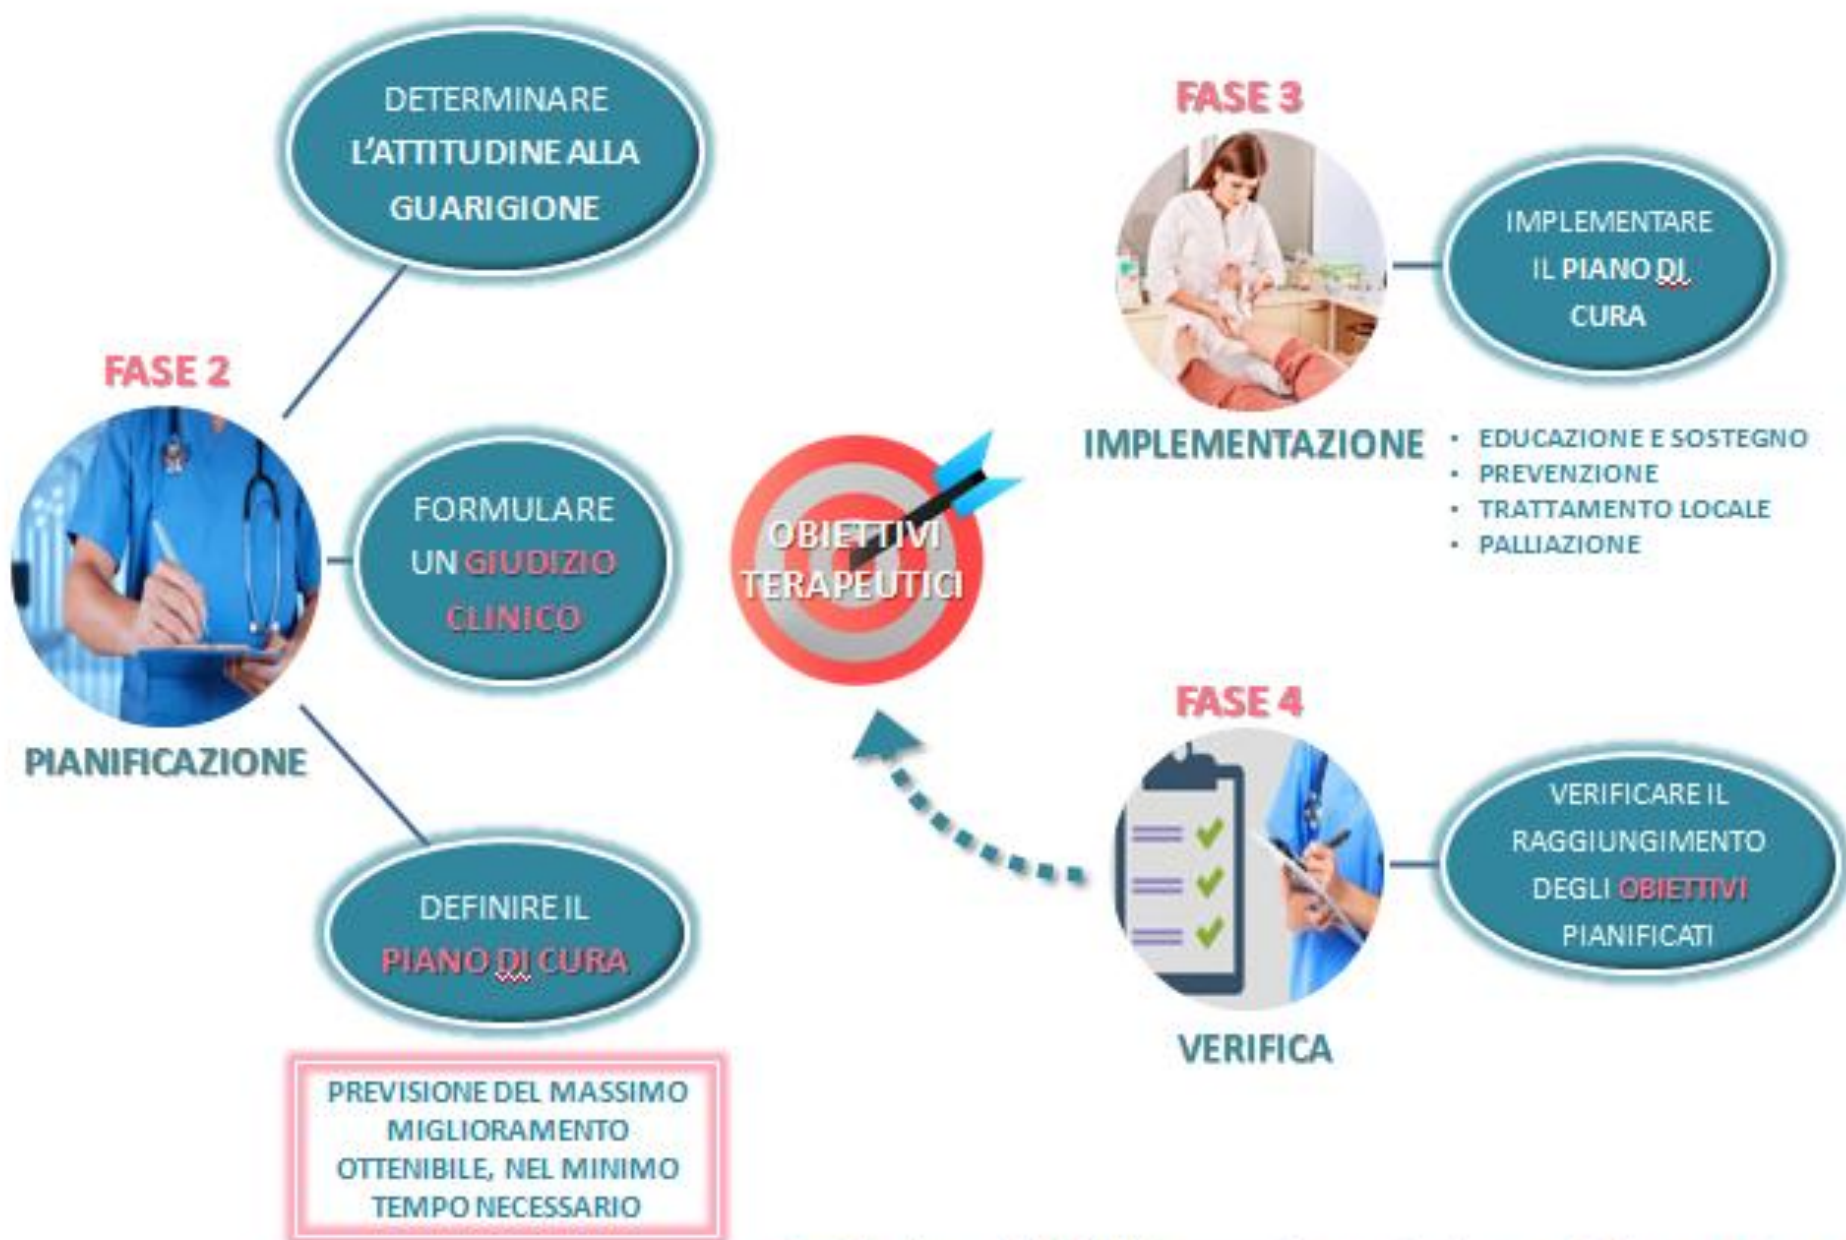 FASE 2
PIANIFICAZIONE
DETERMINARE
L'ATTITUDINE ALLA
GUARIGIONE
FORMULARE
UN GIUDIZIO
CLINICO
DEFINIRE IL
PIANO DI CURA
PREVISIONE DEL MASSIMO
MIGLIORAMENTO
OTTENIBILE, NEL MINIMO
TEMPO NECESSARIO
OBIETTIVI
TERAPEUTICI
FASE 3
IMPLEMENTAZIONE
IMPLEMENTARE
IL PIANO DI
CURA
• EDUCAZIONE E SOSTEGNO
• PREVENZIONE
• TRATTAMENTO LOCALE
• PALLIAZIONE
FASE 4
VERIFICA
VERIFICARE IL
RAGGIUNGIMENTO
DEGLI OBIETTIVI
PIANIFICATI